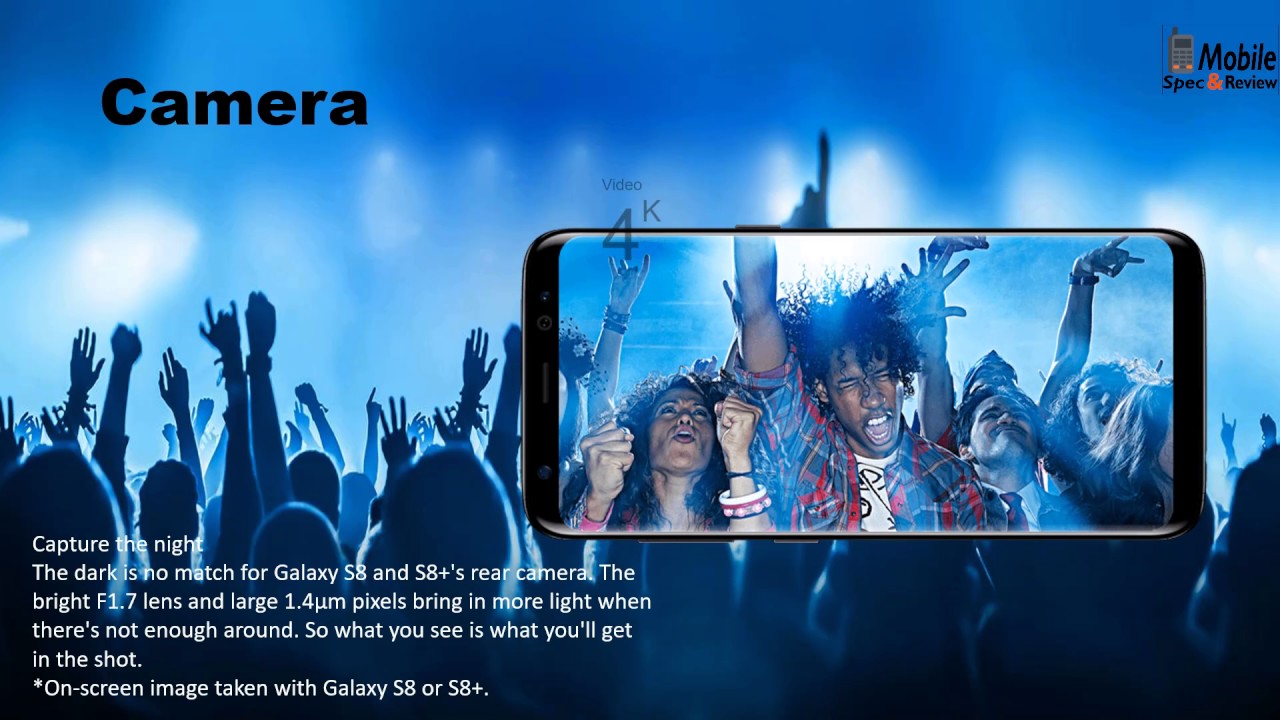 Camera
Mobile
Spec&Review
Video
4K
Capture the night
The dark is no match for Galaxy S8 and S8+'s rear camera. The
bright F1.7 lens and large 1.4µm pixels bring in more light when
there's not enough around. So what you see is what you'll get
in the shot.
*On-screen image taken with Galaxy S8 or S8+.